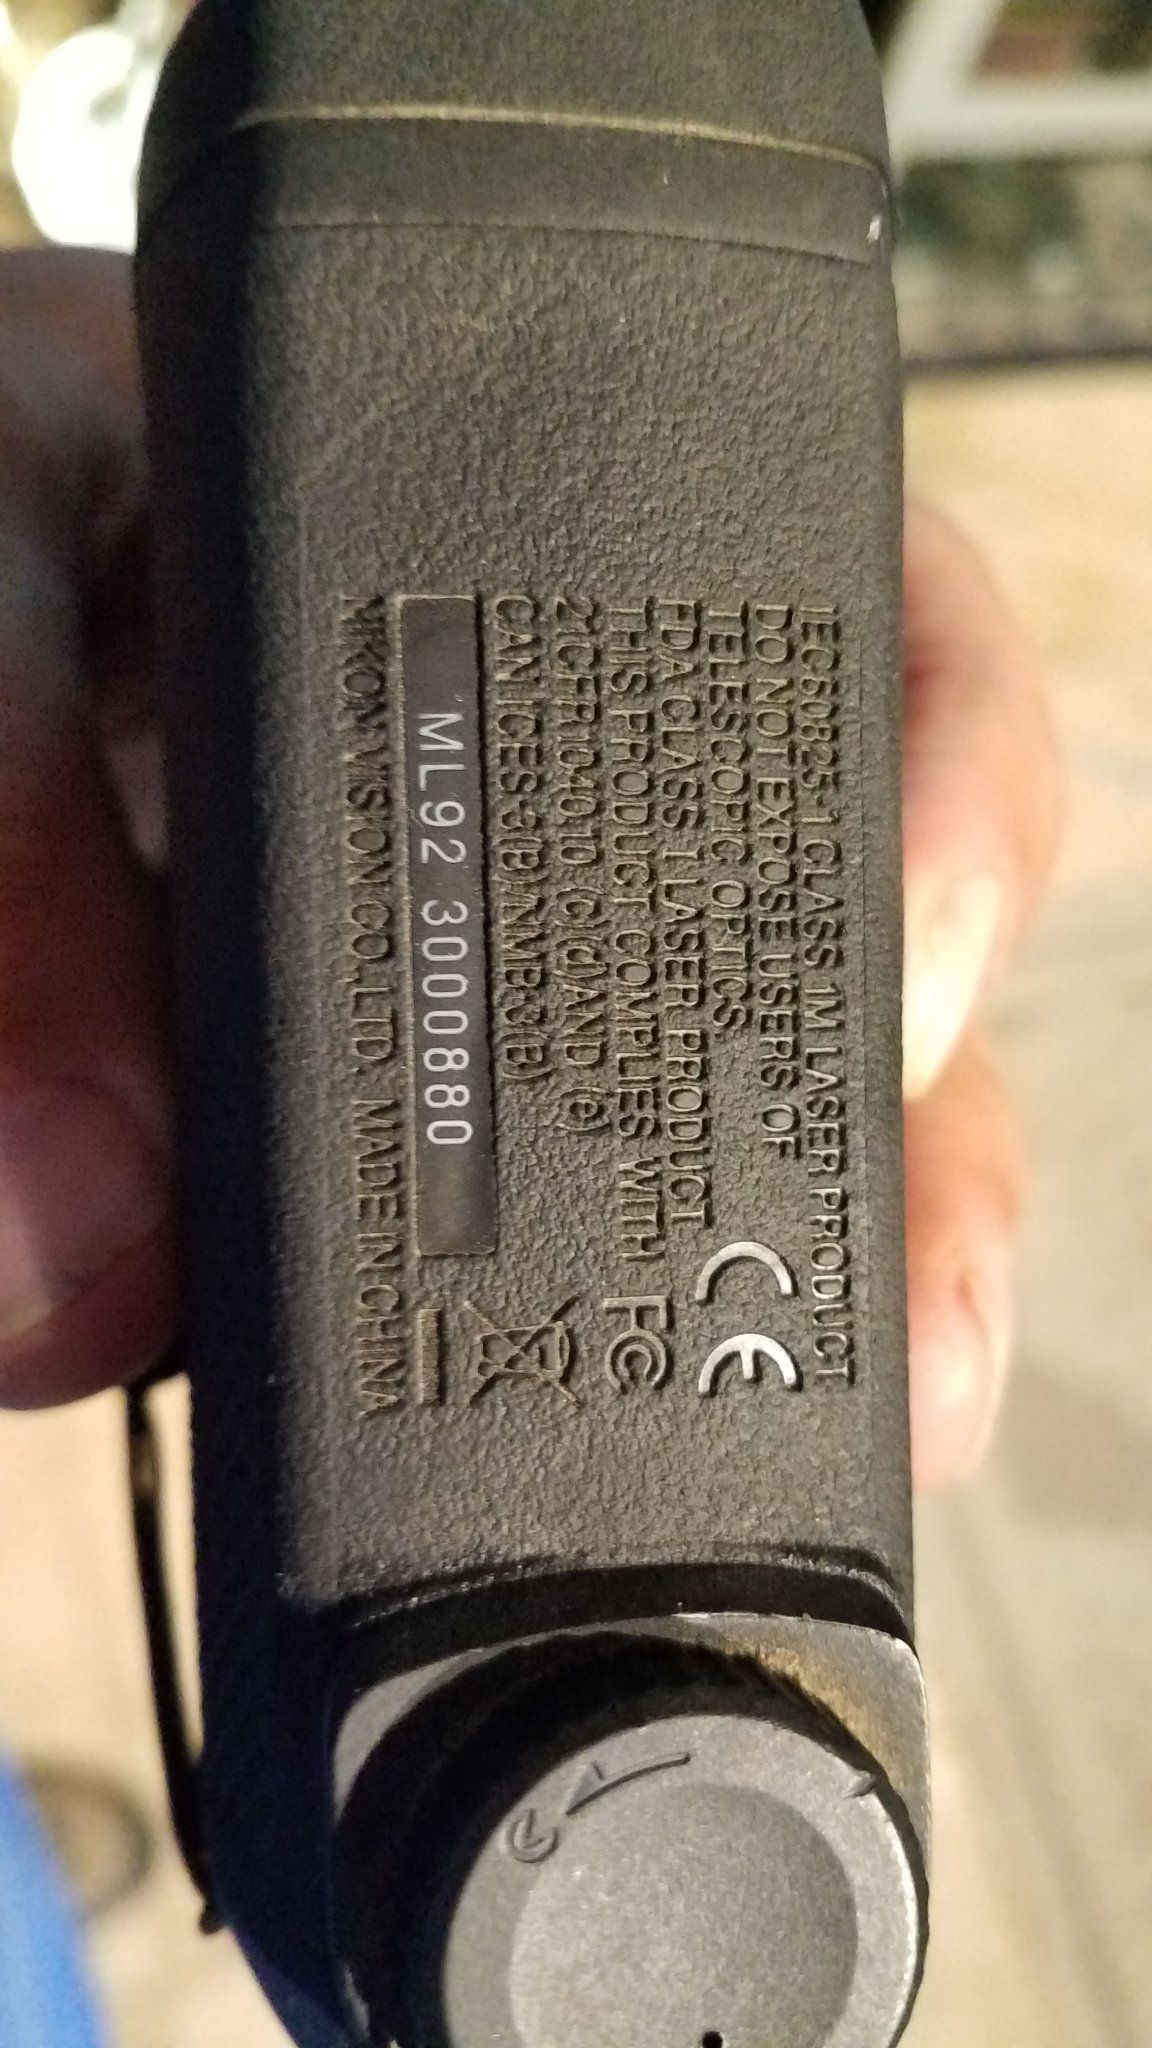 IEC60825-1 CLASS 1M LASER PRODUCT
DO NOT EXPOSE USERS OF
TELESCOPIC OPTICS
FDA CLASS 1 LASER PRODUCT
THIS PRODUCT COMPLIES WITH
21CFR1040.10 (C)(d)AND (e)
CAN ICES-3(B)/NMB-3(B)
CE
FC
ML92 3000880
NIKON VISION CO.,LTD. MADE IN CHINA